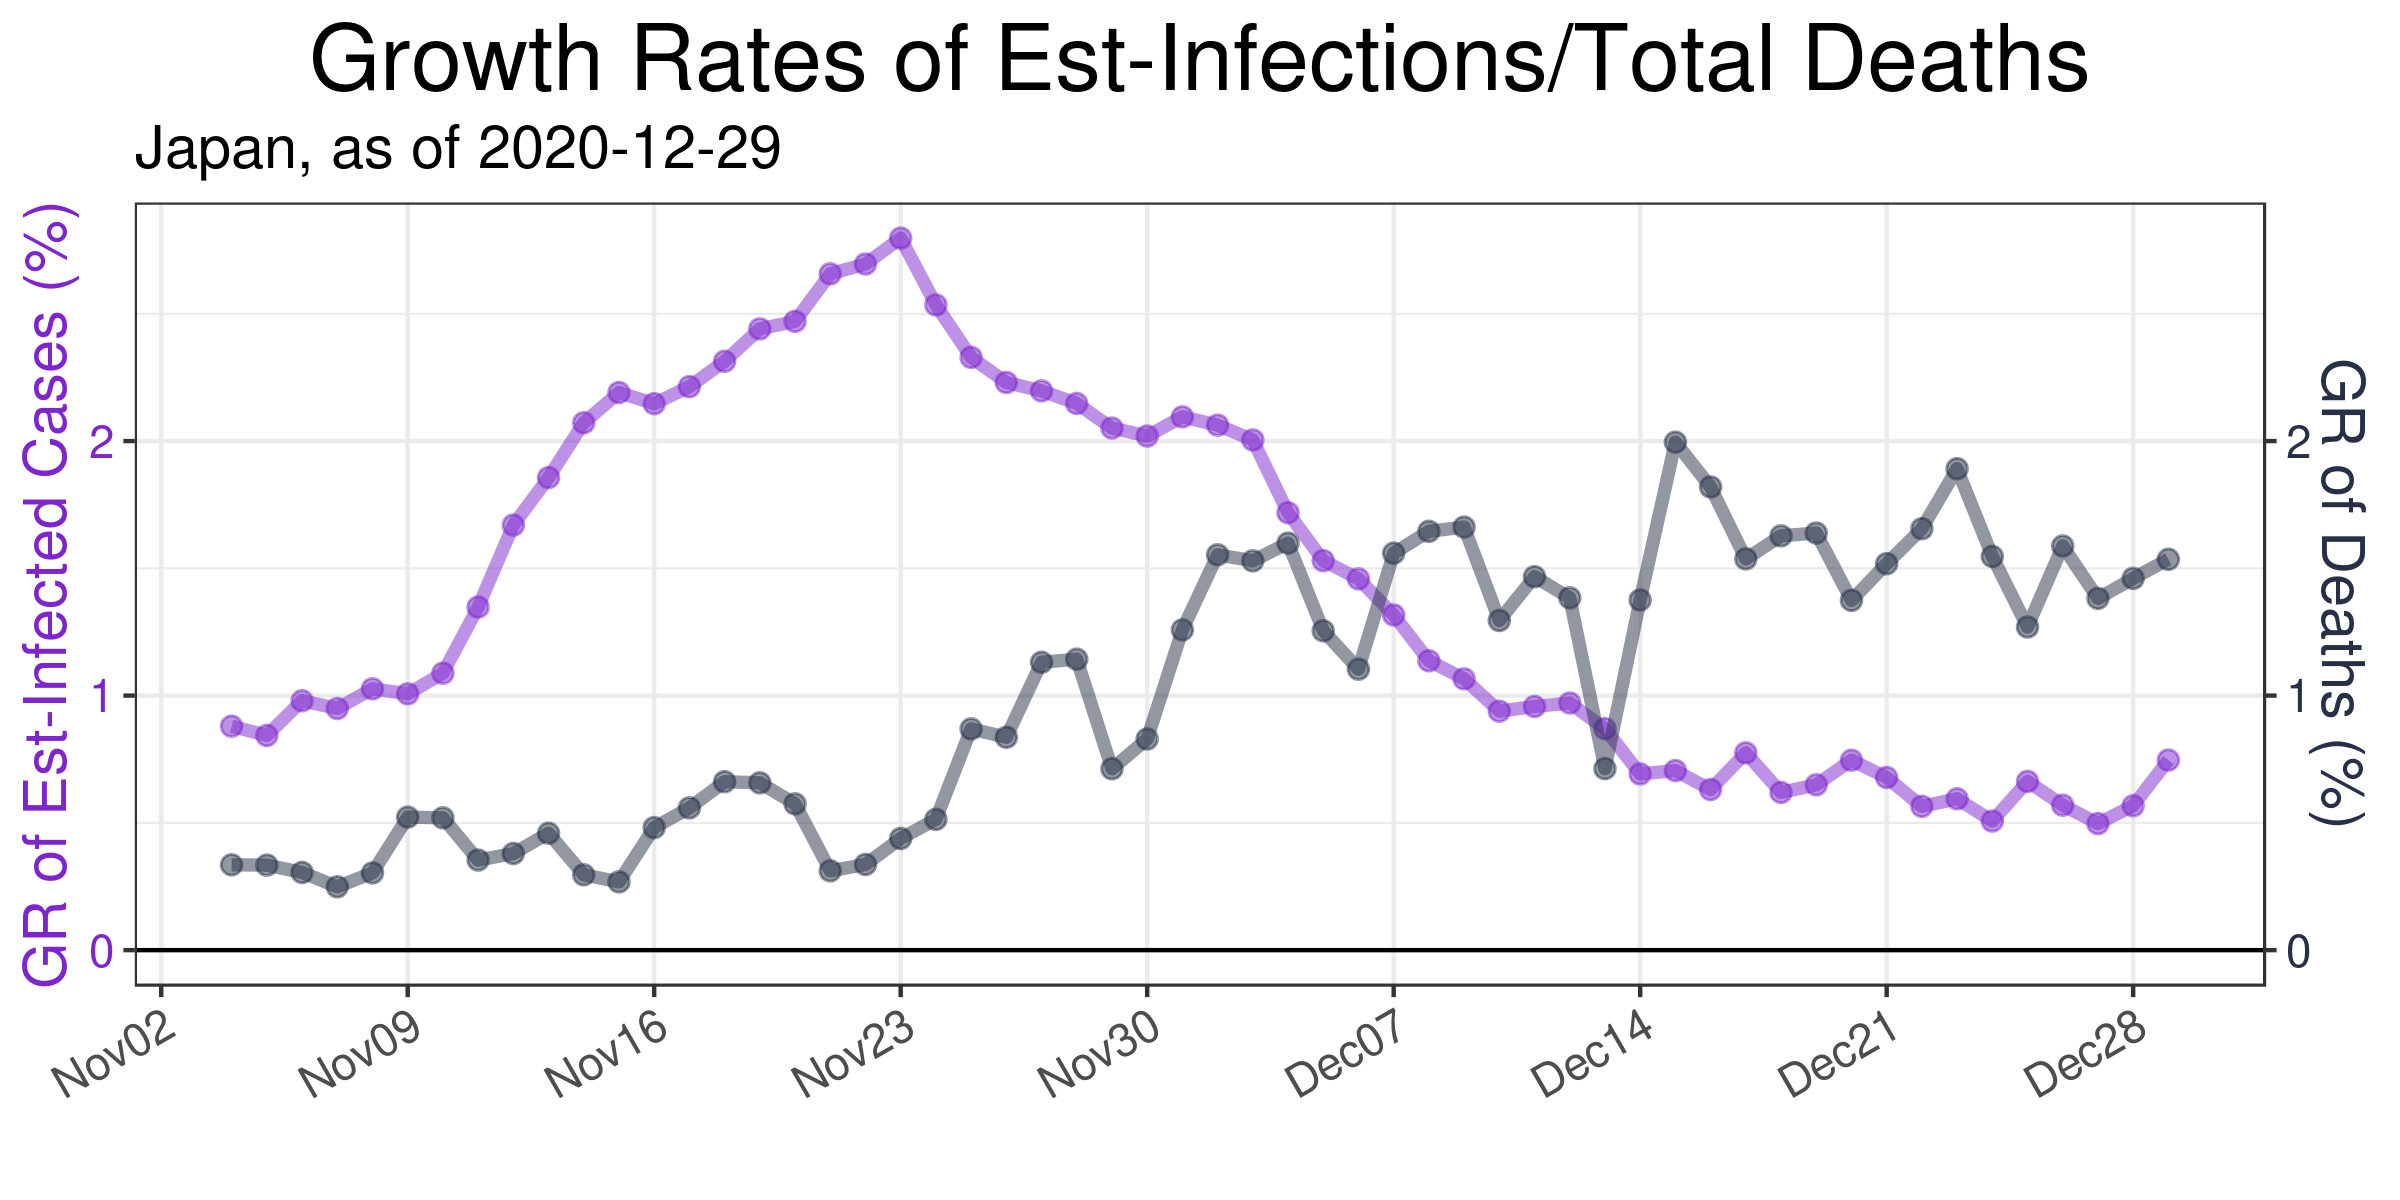 Growth Rates of Est-Infections/Total Deaths
Japan, as of 2020-12-29
GR of Est-Infected Cases (%)
2
1
0
2
1
0
GR of Deaths (%)
Nov02
Nov09
Nov16
Nov23
Nov30
Dec07
Dec14
Dec21
Dec28